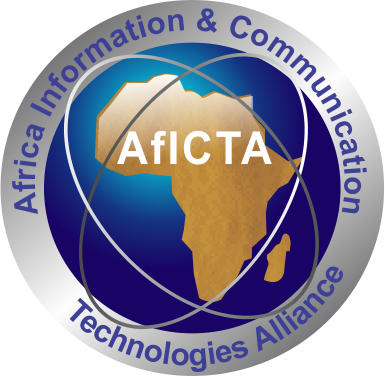 Africa Information & Communication
AfICTA
Technologies Alliance